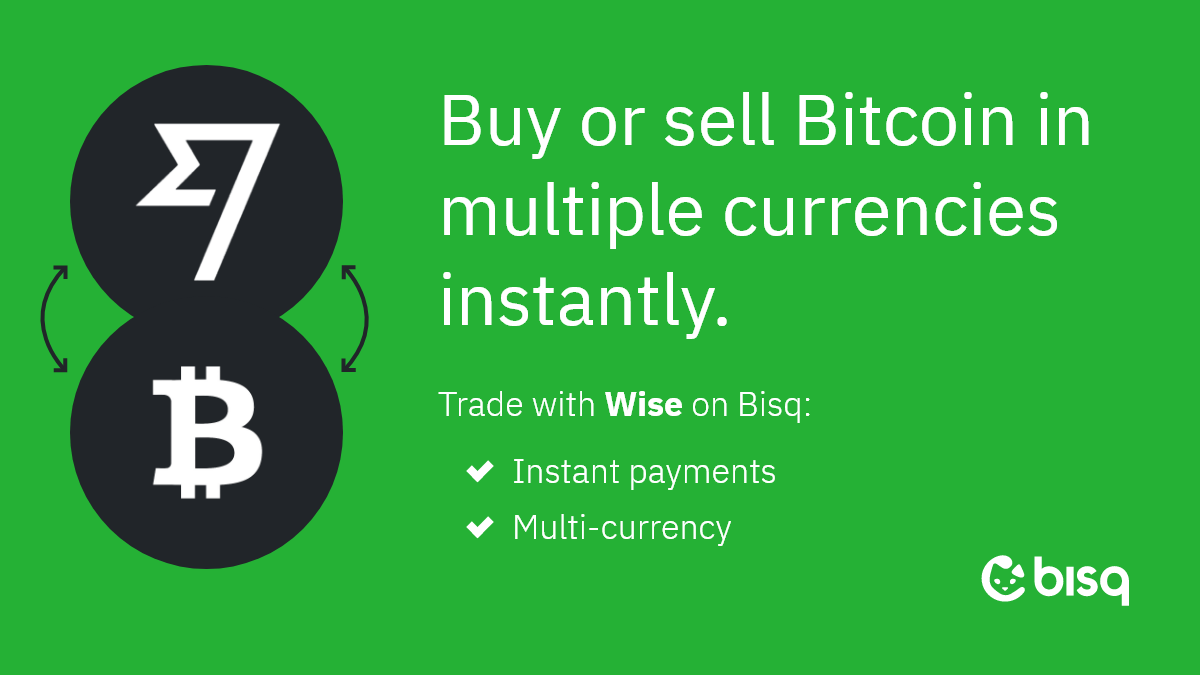 Buy or sell Bitcoin in
multiple currencies
instantly.
Trade with Wise on Bisq:
Instant payments
Multi-currency
bisq